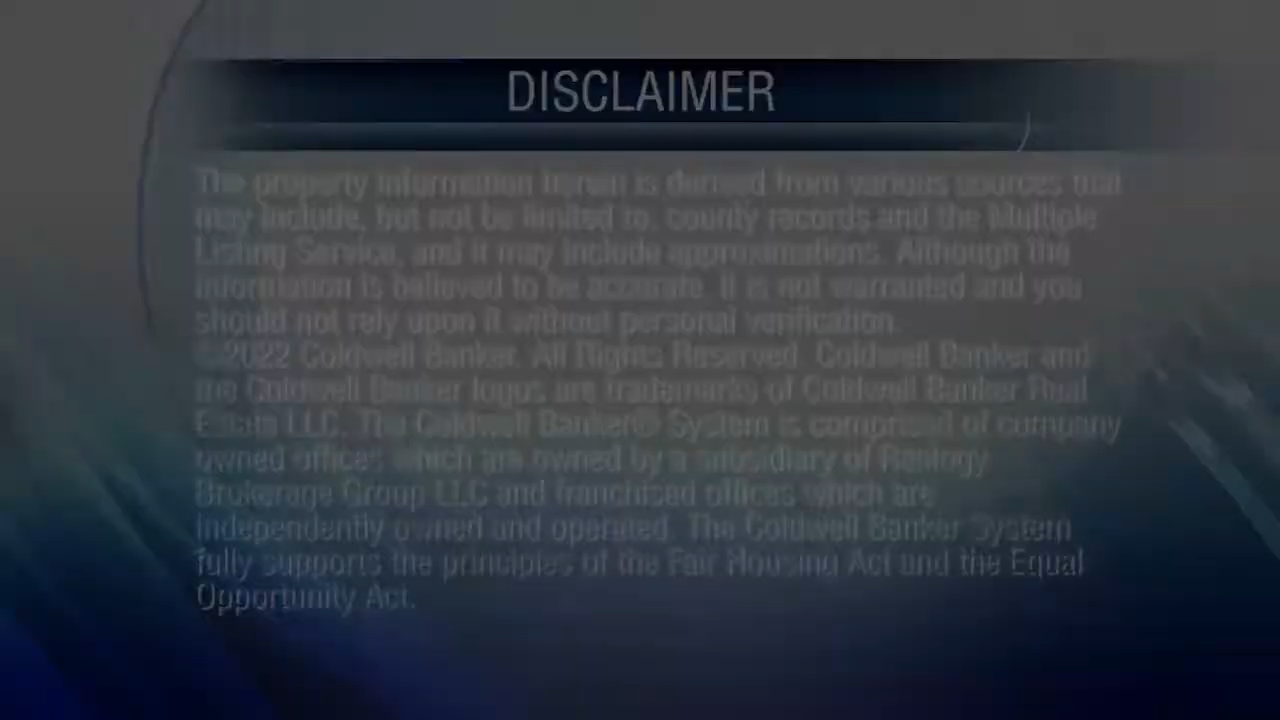 DISCLAIMER
The property information herein is derived from various sources that
may include, but not be limited to, county records and the Multiple
Listing Service, and it may include approximations. Although the
information is believed to be accurate, it is not warranted and you
should not rely upon it without personal verification.
©2022 Coldwell Banker. All Rights Reserved. Coldwell Banker and
the Coldwell Banker logos are trademarks of Coldwell Banker Real
Estate LLC. The Coldwell Banker® System is comprised of company
owned offices which are owned by a subsidiary of Realogy
Brokerage Group LLC and franchised offices which are
independently owned and operated. The Coldwell Banker System
fully supports the principles of the Fair Housing Act and the Equal
Opportunity Act.